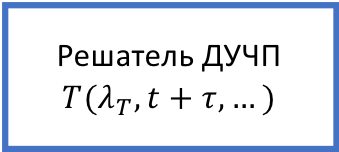 Решатель ДУЧП
𝑇(𝜆_𝑇, 𝑡 + 𝜏, … )